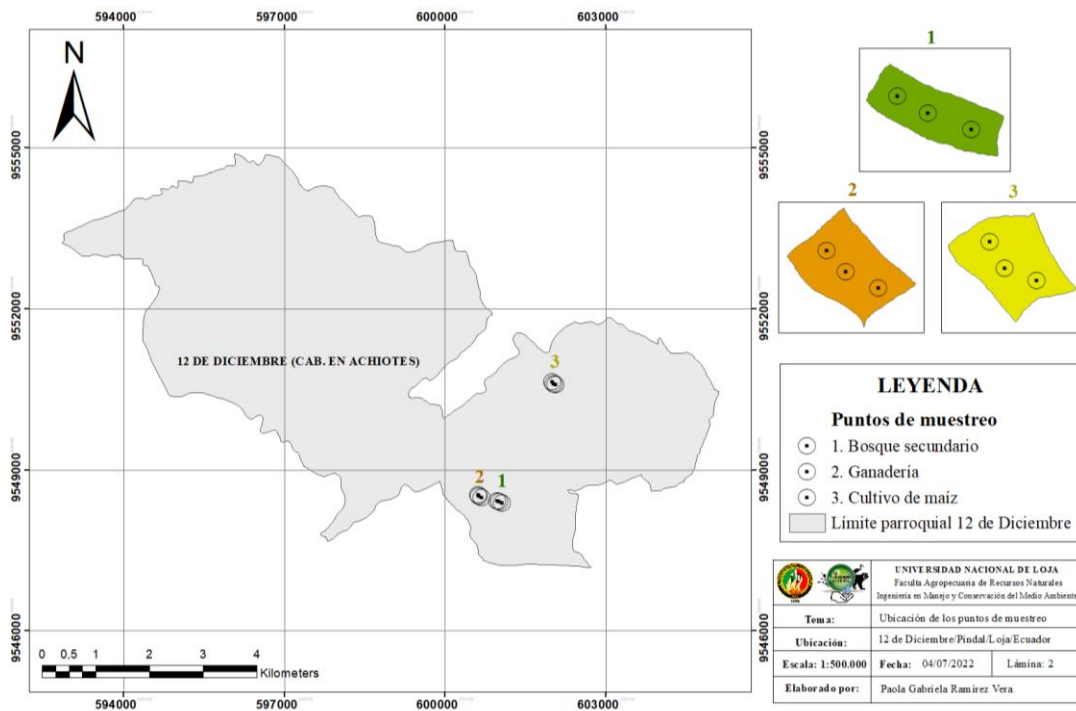 594000
597000
600000
603000
N
9555000
9552000
9549000
9546000
9555000
9552000
9549000
9546000
12 DE DICIEMBRE (CAB. EN ACHIOTES)
3
2
1
0 0,5 1 2 3 4
Kilometers
594000
597000
600000
603000
1
2
3
LEYENDA
Puntos de muestreo
1. Bosque secundario
2. Ganadería
3. Cultivo de maíz
Limite parroquial 12 de Diciembre
UNIVERSIDAD NACIONAL DE LOJA
Faculta Agropecuaria de Recursos Naturales
Ingeniería en Manejo y Conservación del Medio Ambiente
Tema: Ubicación de los puntos de muestreo
Ubicación: 12 de Diciembre/Pindal/Loja/Ecuador
Escala: 1:500.000 Fecha: 04/07/2022 Lámina: 2
Elaborado por: Paola Gabriela Ramirez Vera